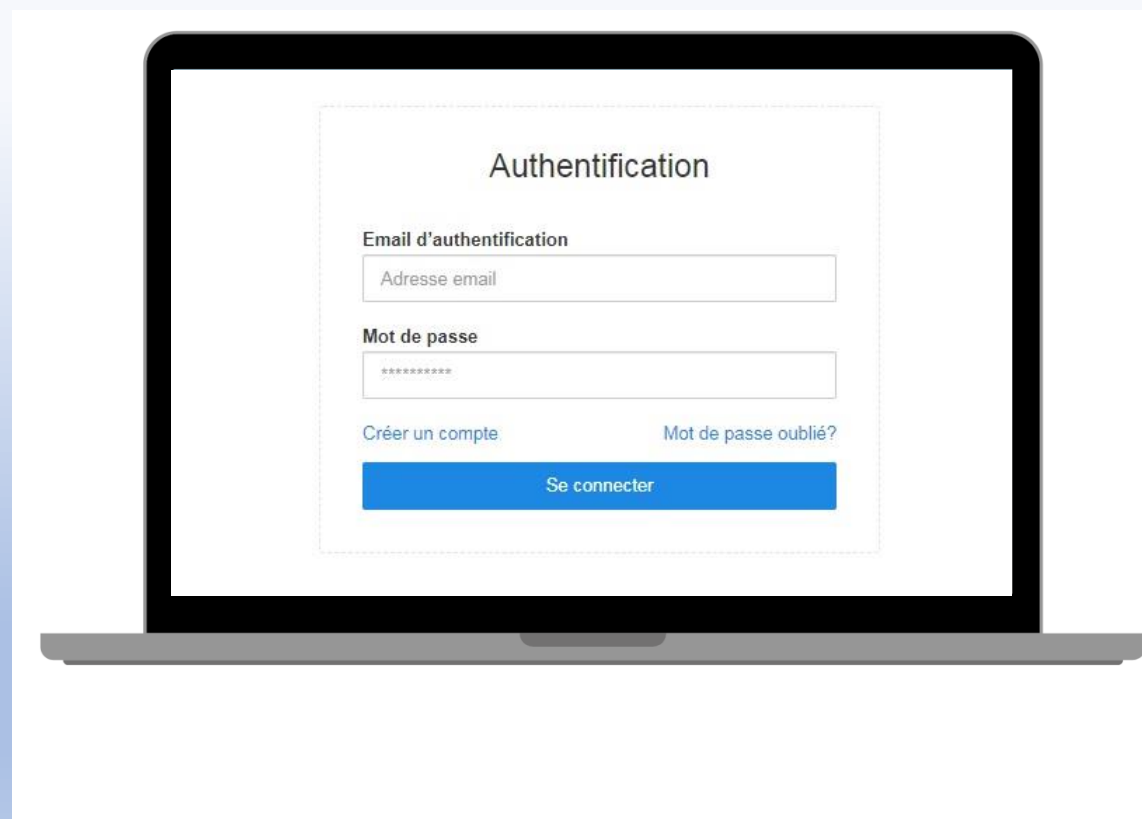 Authentification
Email d’authentification
Adresse email
Mot de passe
**********
Créer un compte
Mot de passe oublié?
Se connecter